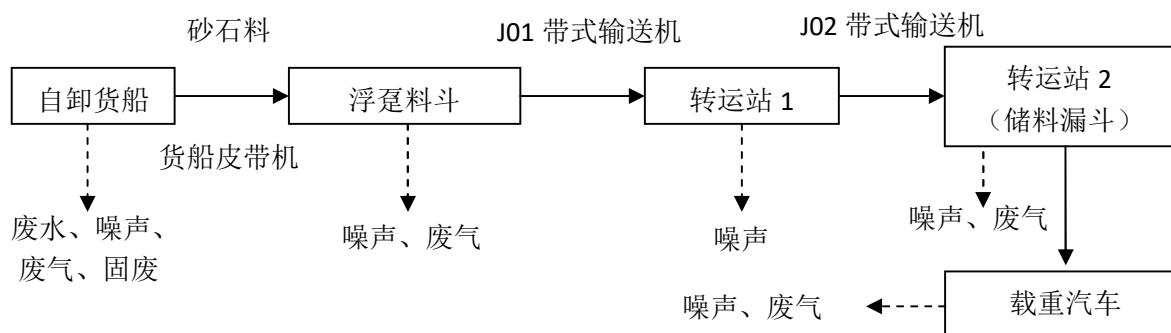 砂石料
J01 带式输送机
J02 带式输送机
自卸货船
浮趸料斗
转运站 1
转运站 2
（储料漏斗）
货船皮带机
废水、噪声、
废气、固废
噪声、废气
噪声
噪声、废气
噪声、废气
载重汽车